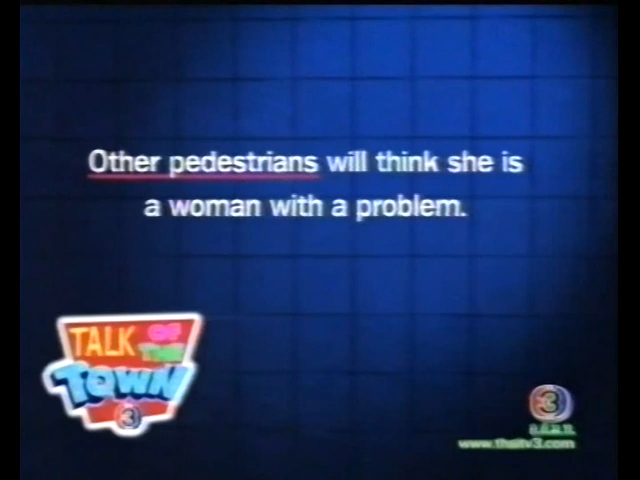 Other pedestrians will think she is
a woman with a problem.
TALK OF
THE
TOWN
3
3
www.thaitv3.com